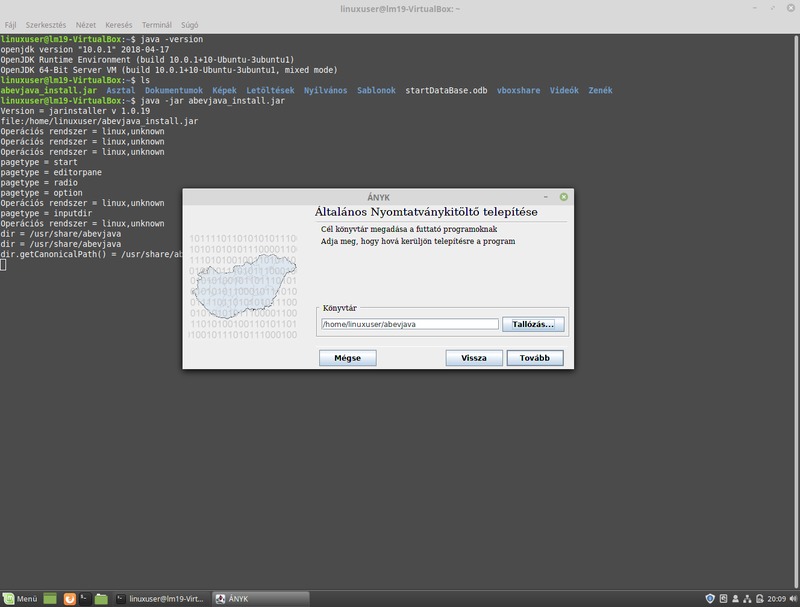 linuxuser@lm19-VirtualBox: ~
Fájl Szerkesztés Nézet Keresés Terminál Súgó
linuxuser@lm19-VirtualBox:~$ java -version
openjdk version "10.0.1" 2018-04-17
OpenJDK Runtime Environment (build 10.0.1+10-Ubuntu-3ubuntu1)
OpenJDK 64-Bit Server VM (build 10.0.1+10-Ubuntu-3ubuntu1, mixed mode)
linuxuser@lm19-VirtualBox:~$ ls
abevjava_install.jar Asztal Dokumentumok Képek Letöltések Nyilvános Sablonok startDataBase.odb vboxshare Videók Zenék
linuxuser@lm19-VirtualBox:~$ java -jar abevjava_install.jar
Version = jarinstaller v 1.0.19
file:/home/linuxuser/abevjava_install.jar
Operációs rendszer = linux,unknown
Operációs rendszer = linux,unknown
Operációs rendszer = linux,unknown
pagetype = start
pagetype = editorpane
pagetype = radio
pagetype = option
Operációs rendszer = linux,unknown
pagetype = inputdir
Operációs rendszer = linux,unknown
dir = /usr/share/abevjava
dir = /usr/share/abevjava
dir.getCanonicalPath() = /usr/share/ab
ÁNYK
Általános Nyomtatványkitöltő telepítése
Cél könyvtár megadása a futtató programoknak
Adja meg, hogy hová kerüljön telepítésre a program
Könyvtár
/home/linuxuser/abevjava Tallózás...
Mégse Vissza Tovább
Menü linuxuser@lm19-Virt... ÁNYK 20:09